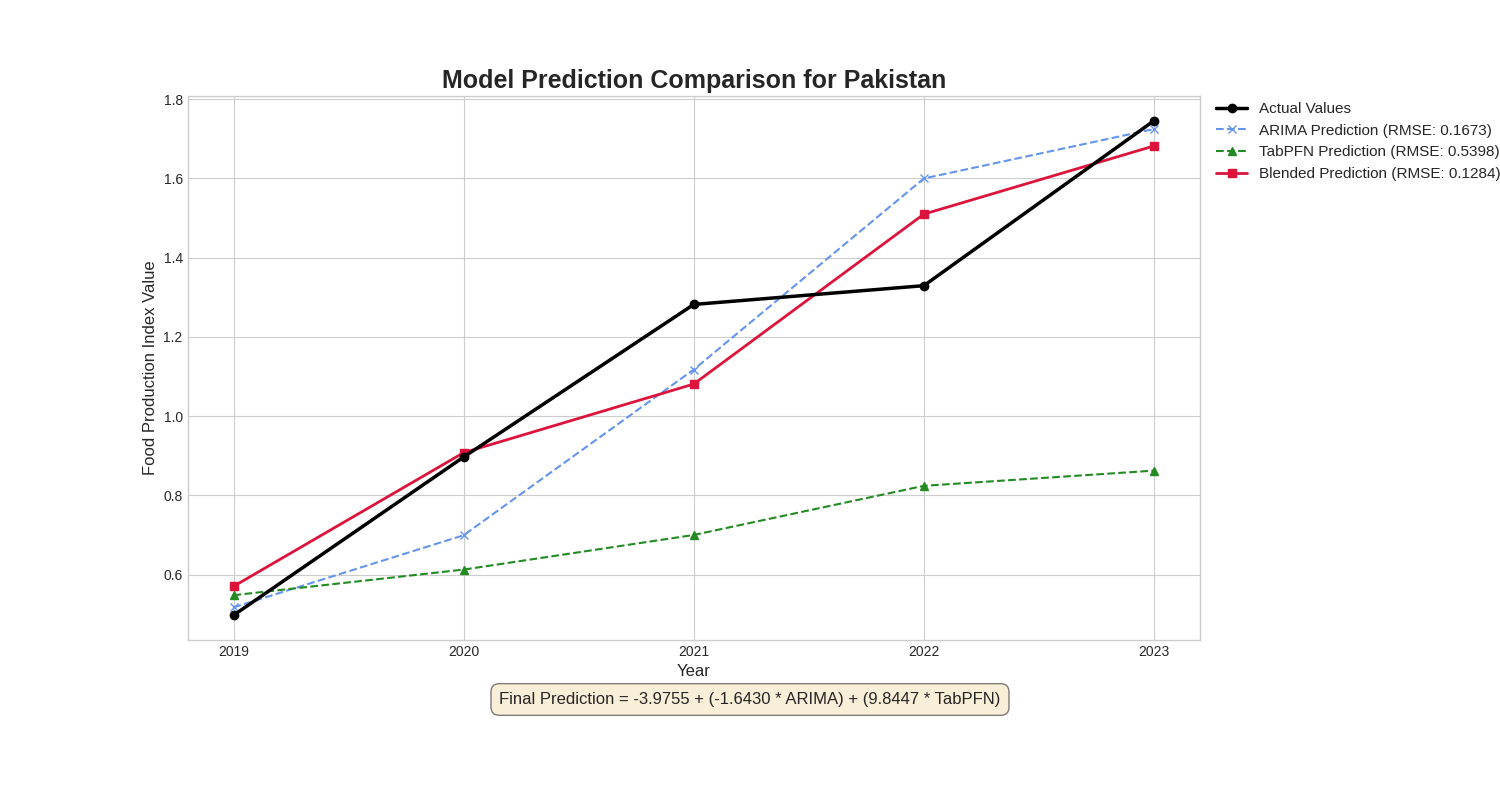 Model Prediction Comparison for Pakistan
Actual Values
ARIMA Prediction (RMSE: 0.1673)
TabPFN Prediction (RMSE: 0.5398)
Blended Prediction (RMSE: 0.1284)
Food Production Index Value
1.8
1.6
1.4
1.2
1.0
0.8
0.6
2019 2020 2021 2022 2023
Year
Final Prediction = -3.9755 + (-1.6430 * ARIMA) + (9.8447 * TabPFN)